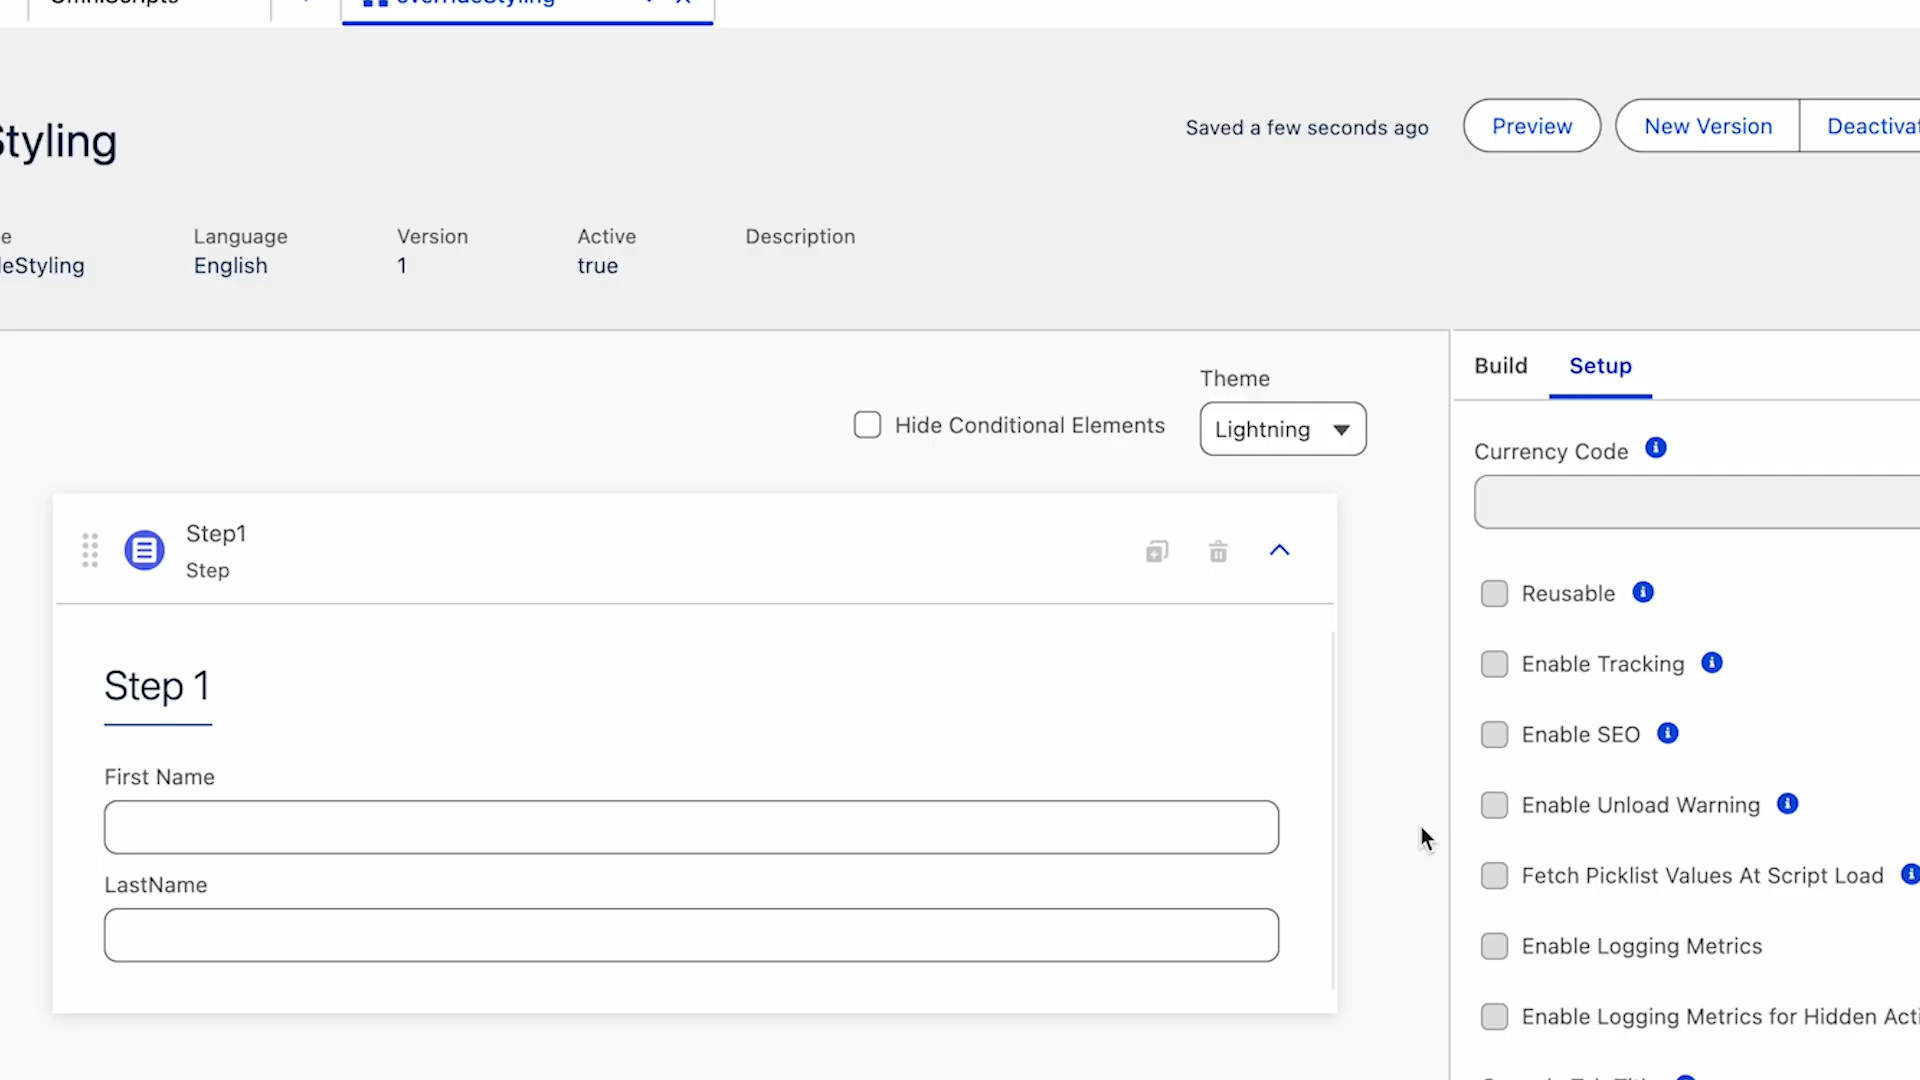 OmniScripts
overrideStyling
Styling
Saved a few seconds ago
Preview
New Version
Deactivat
e
Language
Version
Active
Description
leStyling
English
1
true
Build
Setup
Theme
Hide Conditional Elements
Lightning
Currency Code
Step1
Step
Reusable
Enable Tracking
Step 1
Enable SEO
First Name
Enable Unload Warning
Fetch Picklist Values At Script Load
LastName
Enable Logging Metrics
Enable Logging Metrics for Hidden Acti